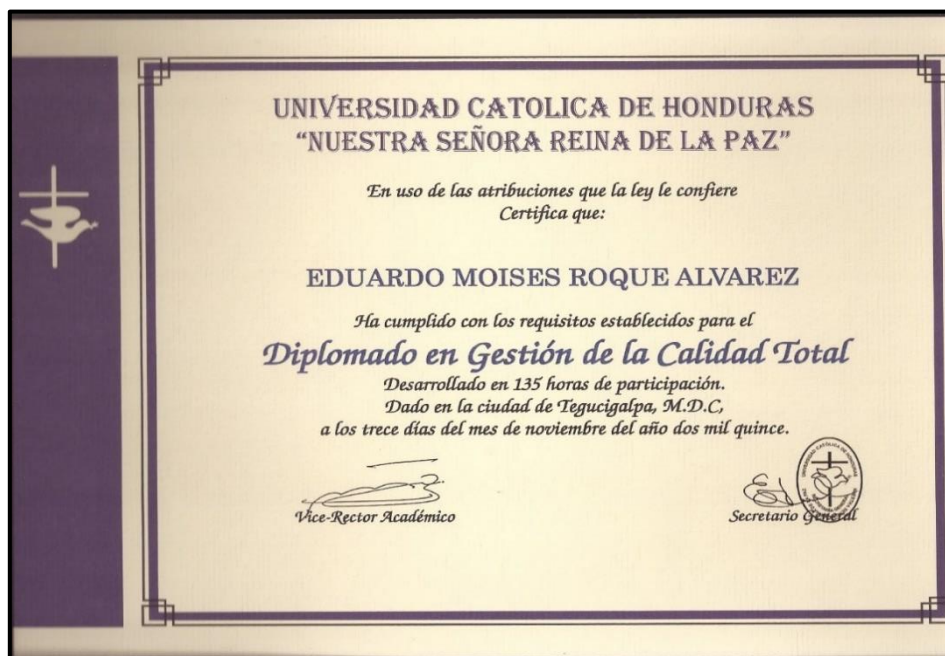 UNIVERSIDAD CATOLICA DE HONDURAS
“NUESTRA SEÑORA REINA DE LA PAZ”
En uso de las atribuciones que la ley le confiere
Certifica que:
EDUARDO MOISES ROQUE ALVAREZ
Ha cumplido con los requisitos establecidos para el
Diplomado en Gestión de la Calidad Total
Desarrollado en 135 horas de participación.
Dado en la ciudad de Tegucigalpa, M.D.C,
a los trece días del mes de noviembre del año dos mil quince.
Vice-Rector Académico
Secretario General